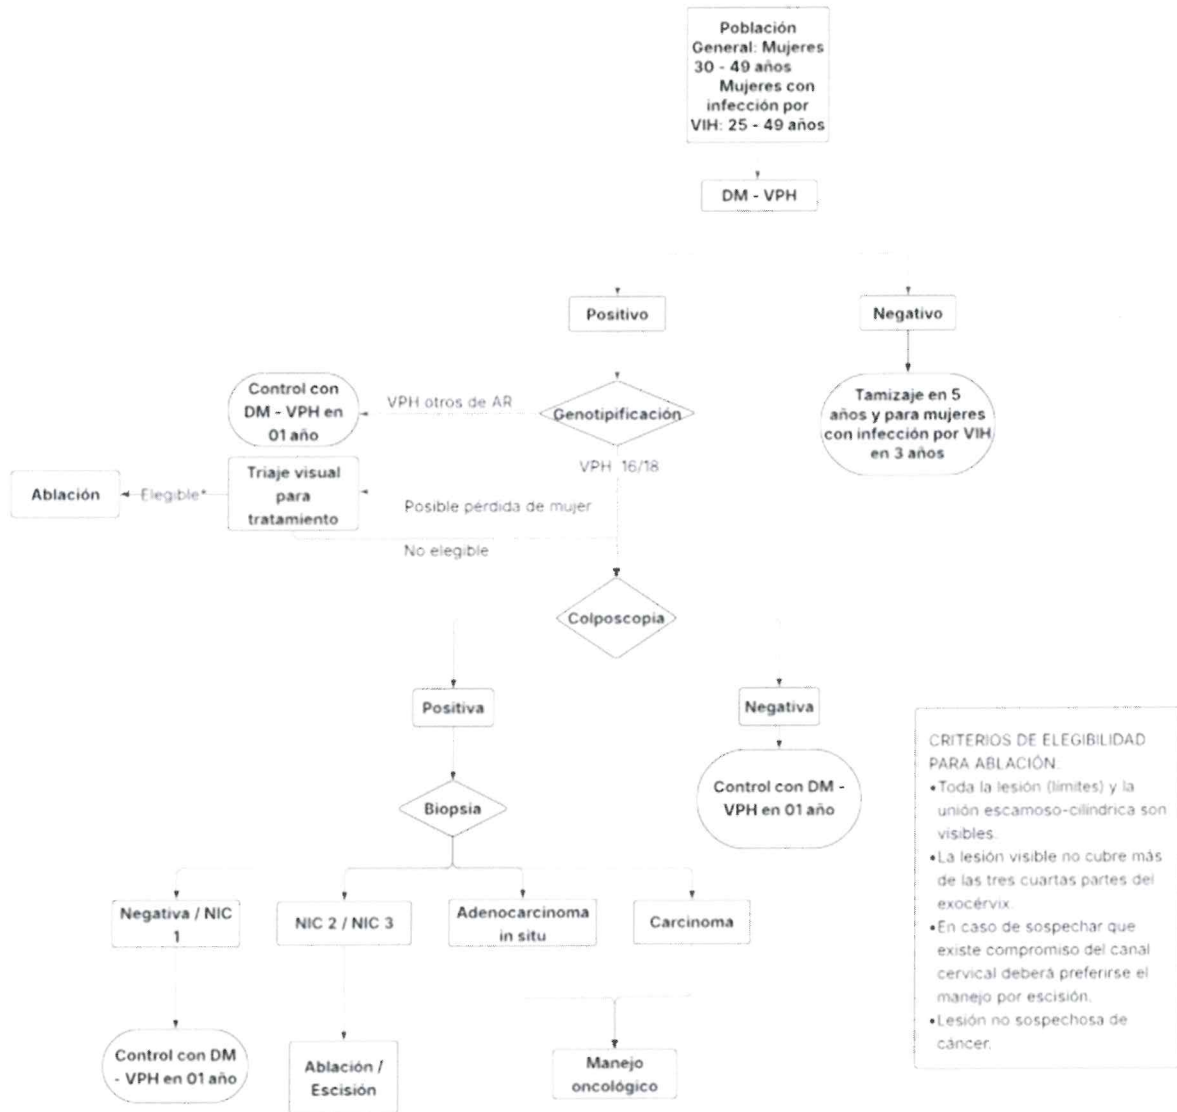 Población
General: Mujeres
30 - 49 años
Mujeres con
infección por
VIH: 25 - 49 años
DM - VPH
Positivo
Negativo
Control con
DM - VPH en
01 año
VPH otros de AR
Genotipificación
Tamizaje en 5
años y para mujeres
con infección por VIH
en 3 años
VPH 16/18
Ablación
Elegible*
Triaje visual
para
tratamiento
Posible pérdida de mujer
No elegible
Colposcopia
Positiva
Negativa
Biopsia
Control con DM -
VPH en 01 año
Negativa / NIC
1
NIC 2 / NIC 3
Adenocarcinoma
in situ
Carcinoma
Control con DM
- VPH en 01 año
Ablación /
Escisión
Manejo
oncológico
CRITERIOS DE ELEGIBILIDAD
PARA ABLACIÓN:
•Toda la lesión (límites) y la
unión escamoso-cilíndrica son
visibles.
•La lesión visible no cubre más
de las tres cuartas partes del
exocérvix.
•En caso de sospechar que
existe compromiso del canal
cervical deberá preferirse el
manejo por escisión.
•Lesión no sospechosa de
cáncer.